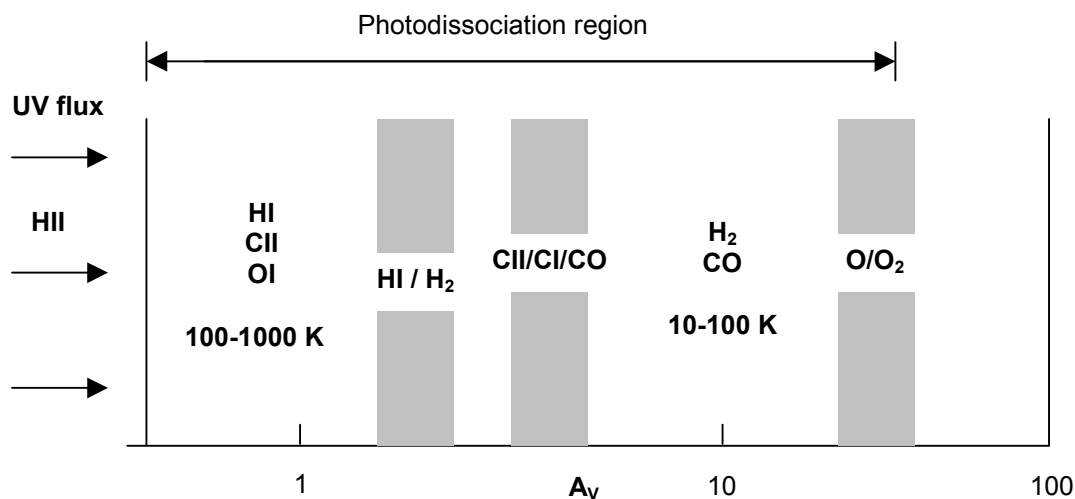 Photodissociation region
UV flux
HII
HI
CII
OI
100-1000 K
HI / H₂
CII/CI/CO
H₂
CO
10-100 K
O/O₂
1
Aᵥ
10
100